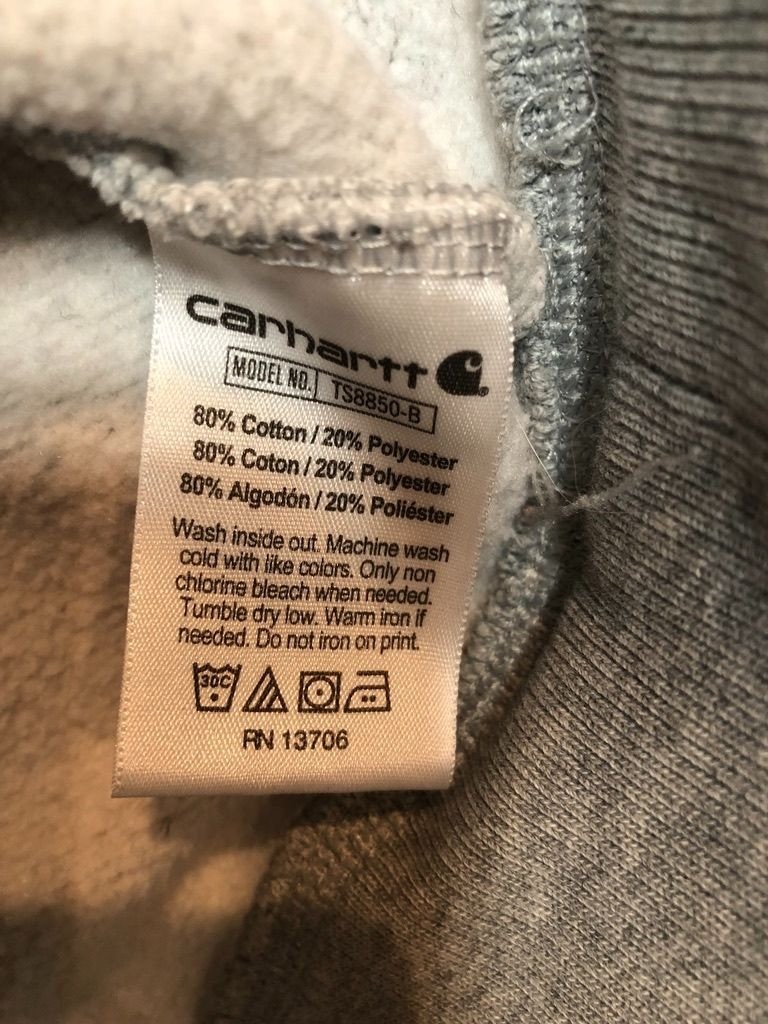 carhartt
MODEL NO. TS8850-B
80% Cotton / 20% Polyester
80% Coton / 20% Polyester
80% Algodón / 20% Poliéster
Wash inside out. Machine wash
cold with like colors. Only non
chlorine bleach when needed.
Tumble dry low. Warm iron if
needed. Do not iron on print.
30C
RN 13706